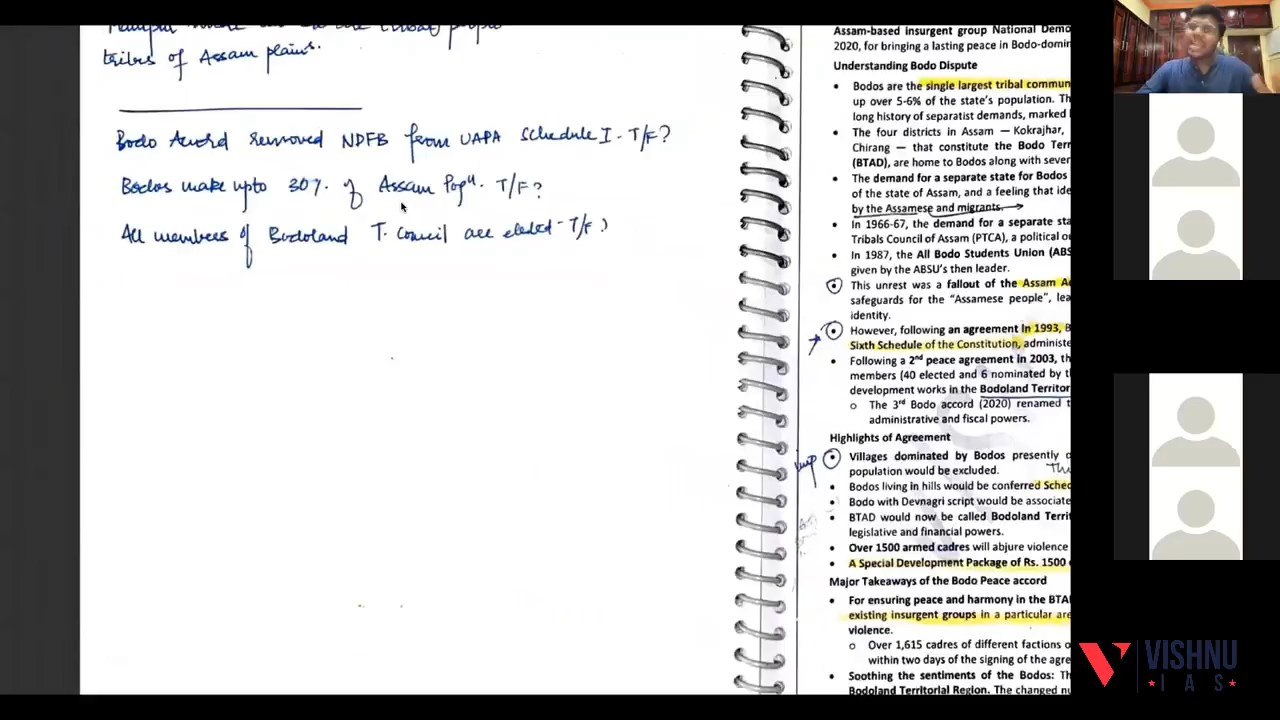 tribes of Assam plains.
Bodo Accord removed NDFB from UAPA Schedule I - T/F?
Bodos make upto 30% of Assam Popn. T/F?
All members of Bodoland T. Council are elected - T/F ?
Assam-based insurgent group National Demo
2020, for bringing a lasting peace in Bodo-domin
Understanding Bodo Dispute
• Bodos are the single largest tribal commun
up over 5-6% of the state's population. Th
long history of separatist demands, marked
• The four districts in Assam — Kokrajhar,
Chirang — that constitute the Bodo Terr
(BTAD), are home to Bodos along with seve
• The demand for a separate state for Bodos
of the state of Assam, and a feeling that ide
by the Assamese and migrants.
• In 1966-67, the demand for a separate sta
Tribals Council of Assam (PTCA), a political o
• In 1987, the All Bodo Students Union (ABS
given by the ABSU's then leader.
• This unrest was a fallout of the Assam Ac
safeguards for the "Assamese people", lea
identity.
• However, following an agreement in 1993, B
Sixth Schedule of the Constitution, administe
• Following a 2nd peace agreement in 2003, th
members (40 elected and 6 nominated by t
development works in the Bodoland Territor
o The 3rd Bodo accord (2020) renamed t
administrative and fiscal powers.
Highlights of Agreement
imp
• Villages dominated by Bodos presently o
population would be excluded.
• Bodos living in hills would be conferred Sched
• Bodo with Devnagri script would be associate
• BTAD would now be called Bodoland Territ
legislative and financial powers.
• Over 1500 armed cadres will abjure violence
• A Special Development Package of Rs. 1500
Major Takeaways of the Bodo Peace accord
• For ensuring peace and harmony in the BTA
existing insurgent groups in a particular are
violence.
o Over 1,615 cadres of different factions o
within two days of the signing of the agre
• Soothing the sentiments of the Bodos: Th
Bodoland Territorial Region. The changed nu
VISHNU
IAS